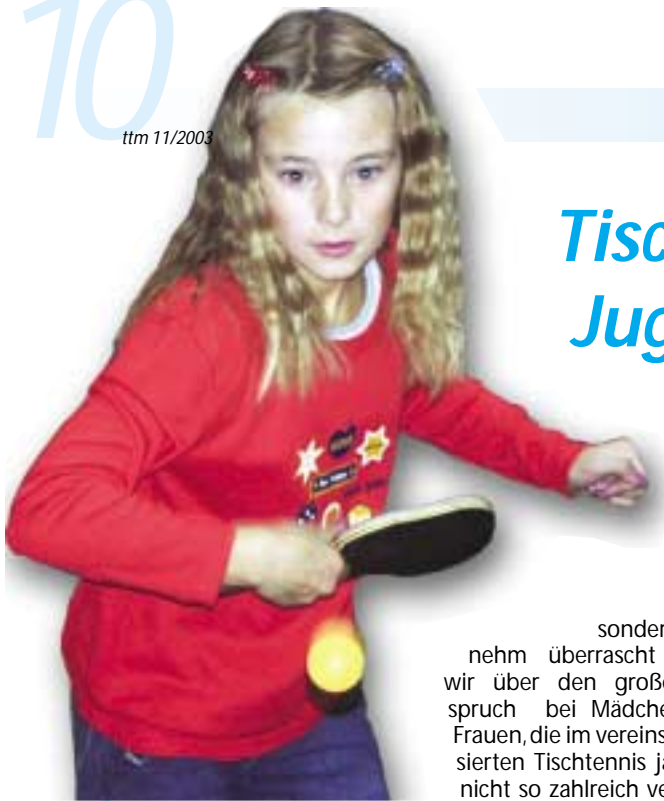 10
ttm 11/2003
Tisc
Jug
sonder
nehm überrascht
wir über den große
spruch bei Mädche
Frauen, die im vereins
sierten Tischtennis ja
nicht so zahlreich ve